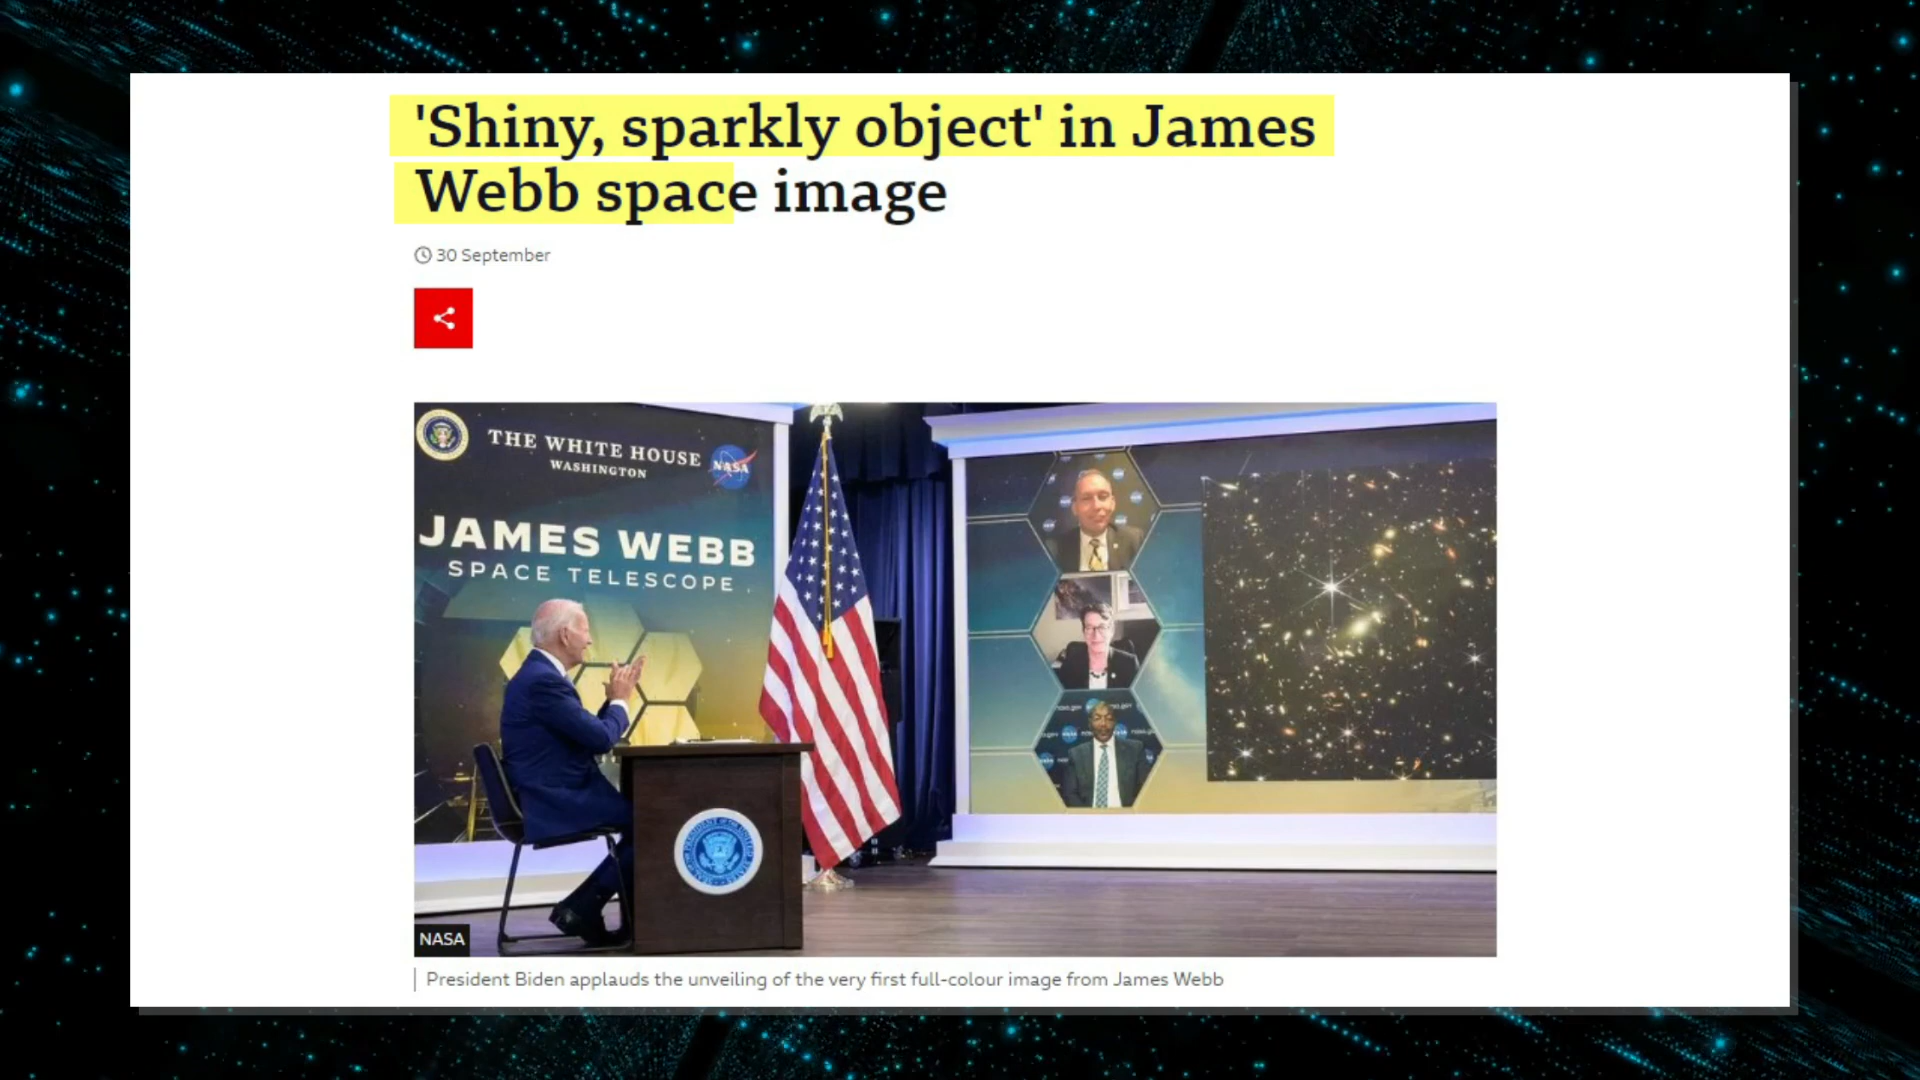 'Shiny, sparkly object' in James
Webb space image
30 September
THE WHITE HOUSE
WASHINGTON
NASA
JAMES WEBB
SPACE TELESCOPE
NASA
President Biden applauds the unveiling of the very first full-colour image from James Webb